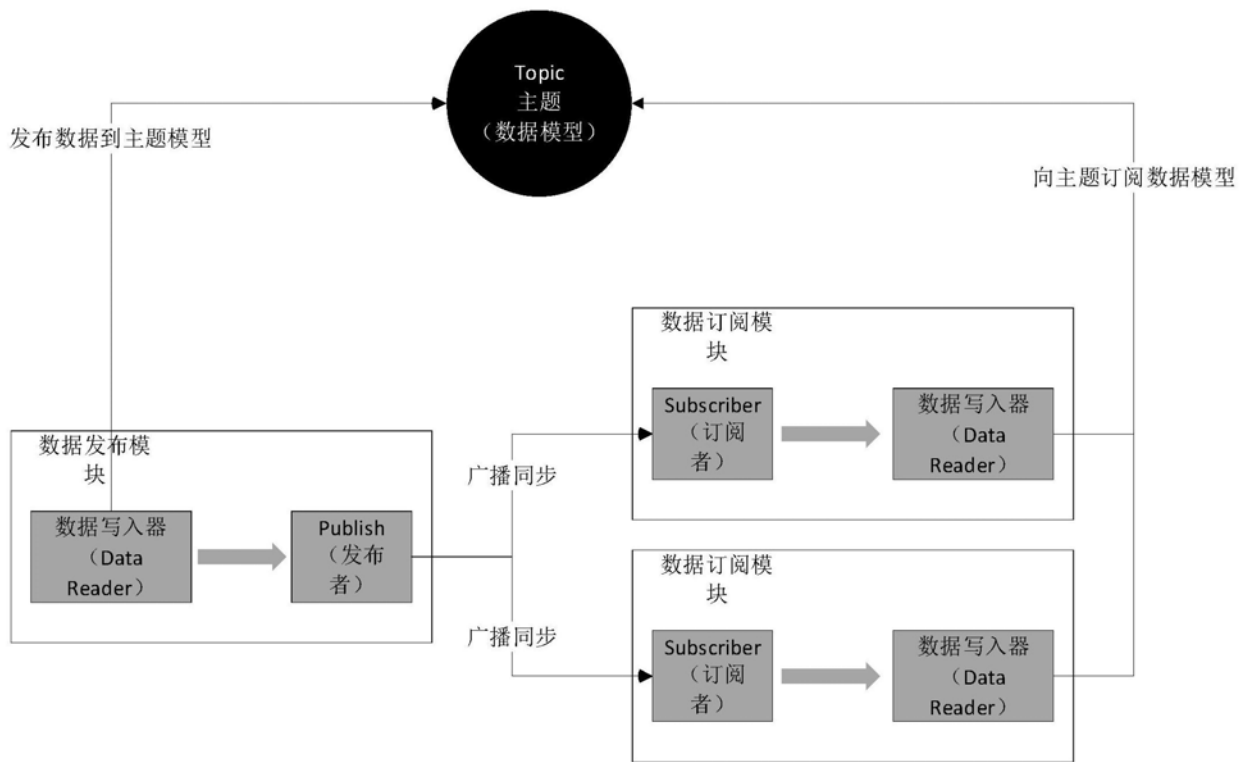 Topic
主题
（数据模型）
发布数据到主题模型
向主题订阅数据模型
数据订阅模
块
Subscriber
（订阅
者）
数据写入器
（Data
Reader）
数据发布模
块
数据写入器
（Data
Reader）
Publish
（发布
者）
广播同步
广播同步
数据订阅模
块
Subscriber
（订阅
者）
数据写入器
（Data
Reader）